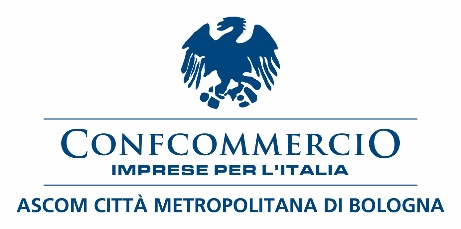 CONFCOMMERCIO
IMPRESE PER L'ITALIA
ASCOM CITTÀ METROPOLITANA DI BOLOGNA